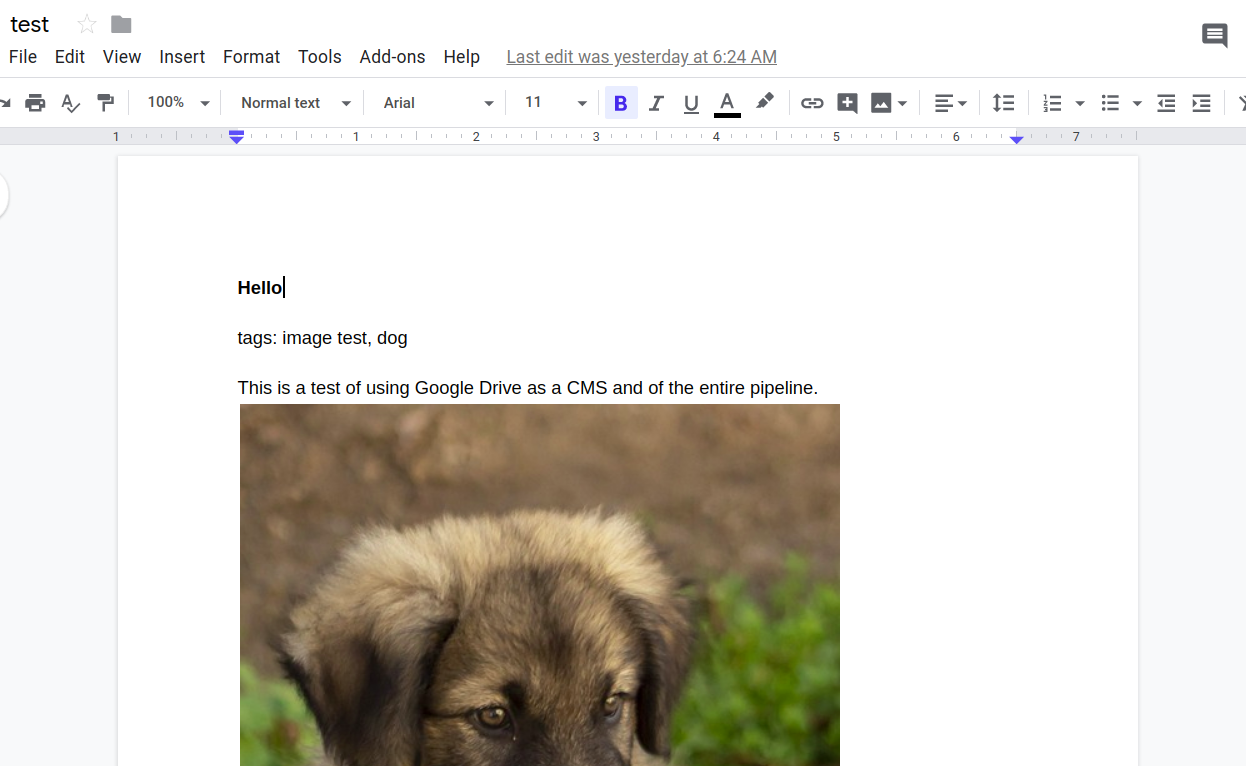 test
File Edit View Insert Format Tools Add-ons Help Last edit was yesterday at 6:24 AM
100% Normal text Arial 11 B I U A
1 1 2 3 4 5 6 7
Hello
tags: image test, dog
This is a test of using Google Drive as a CMS and of the entire pipeline.